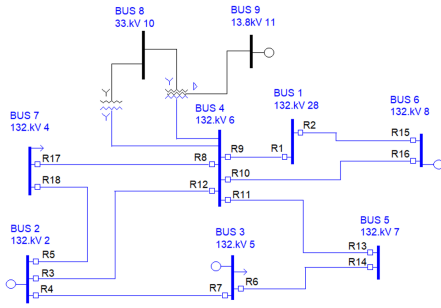 BUS 8
33.kV 10
BUS 9
13.8kV 11
Y
D
Y
Y
BUS 4
132.kV 6
BUS 1
132.kV 28
BUS 6
132.kV 8
BUS 7
132.kV 4
R2
R15
R9
R1
R16
R17
R8
R10
R18
R12
R11
BUS 2
132.kV 2
BUS 3
132.kV 5
BUS 5
132.kV 7
R5
R3
R4
R13
R14
R7
R6